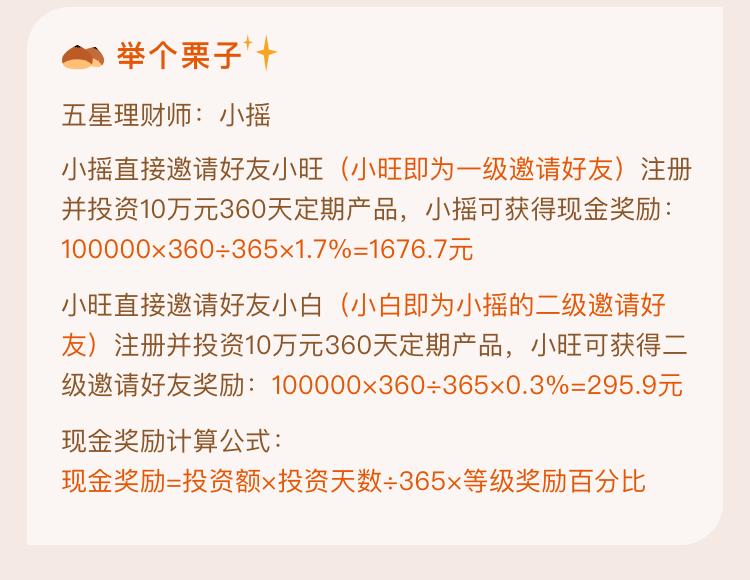 举个栗子
五星理财师：小摇
小摇直接邀请好友小旺（小旺即为一级邀请好友）注册
并投资10万元360天定期产品，小摇可获得现金奖励：
100000×360÷365×1.7%=1676.7元
小旺直接邀请好友小白（小白即为小摇的二级邀请好
友）注册并投资10万元360天定期产品，小旺可获得二
级邀请好友奖励：100000×360÷365×0.3%=295.9元
现金奖励计算公式：
现金奖励=投资额×投资天数÷365×等级奖励百分比